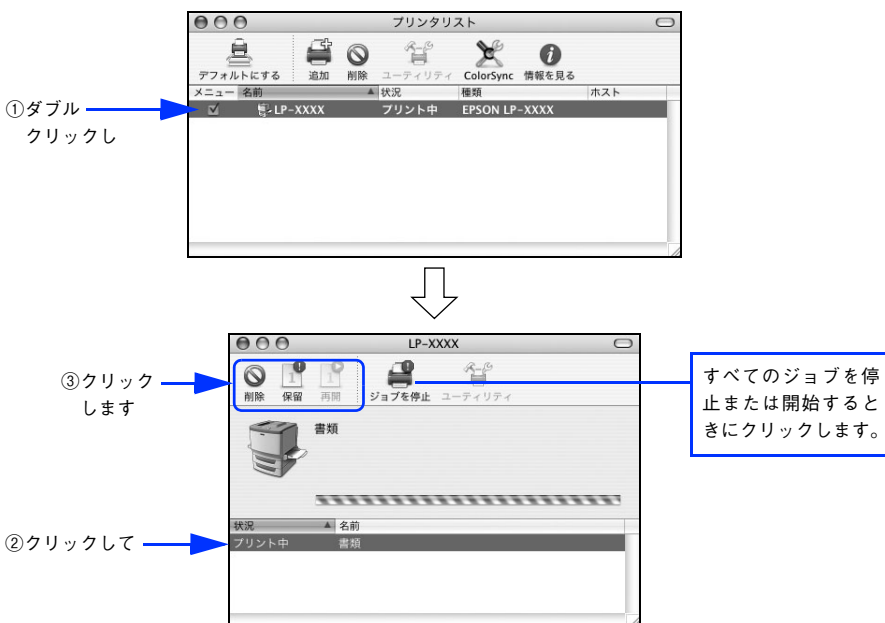 プリンタリスト
デフォルトにする 追加 削除 ユーティリティ ColorSync 情報を見る
メニュー 名前 状況 種類 ホスト
LP-XXXX プリント中 EPSON LP-XXXX
①ダブル
クリックし
LP-XXXX
削除 保留 再開 ジョブを停止 ユーティリティ
③クリック
します
すべてのジョブを停
止または開始すると
きにクリックします。
書類
状況 名前
プリント中 書類
②クリックして